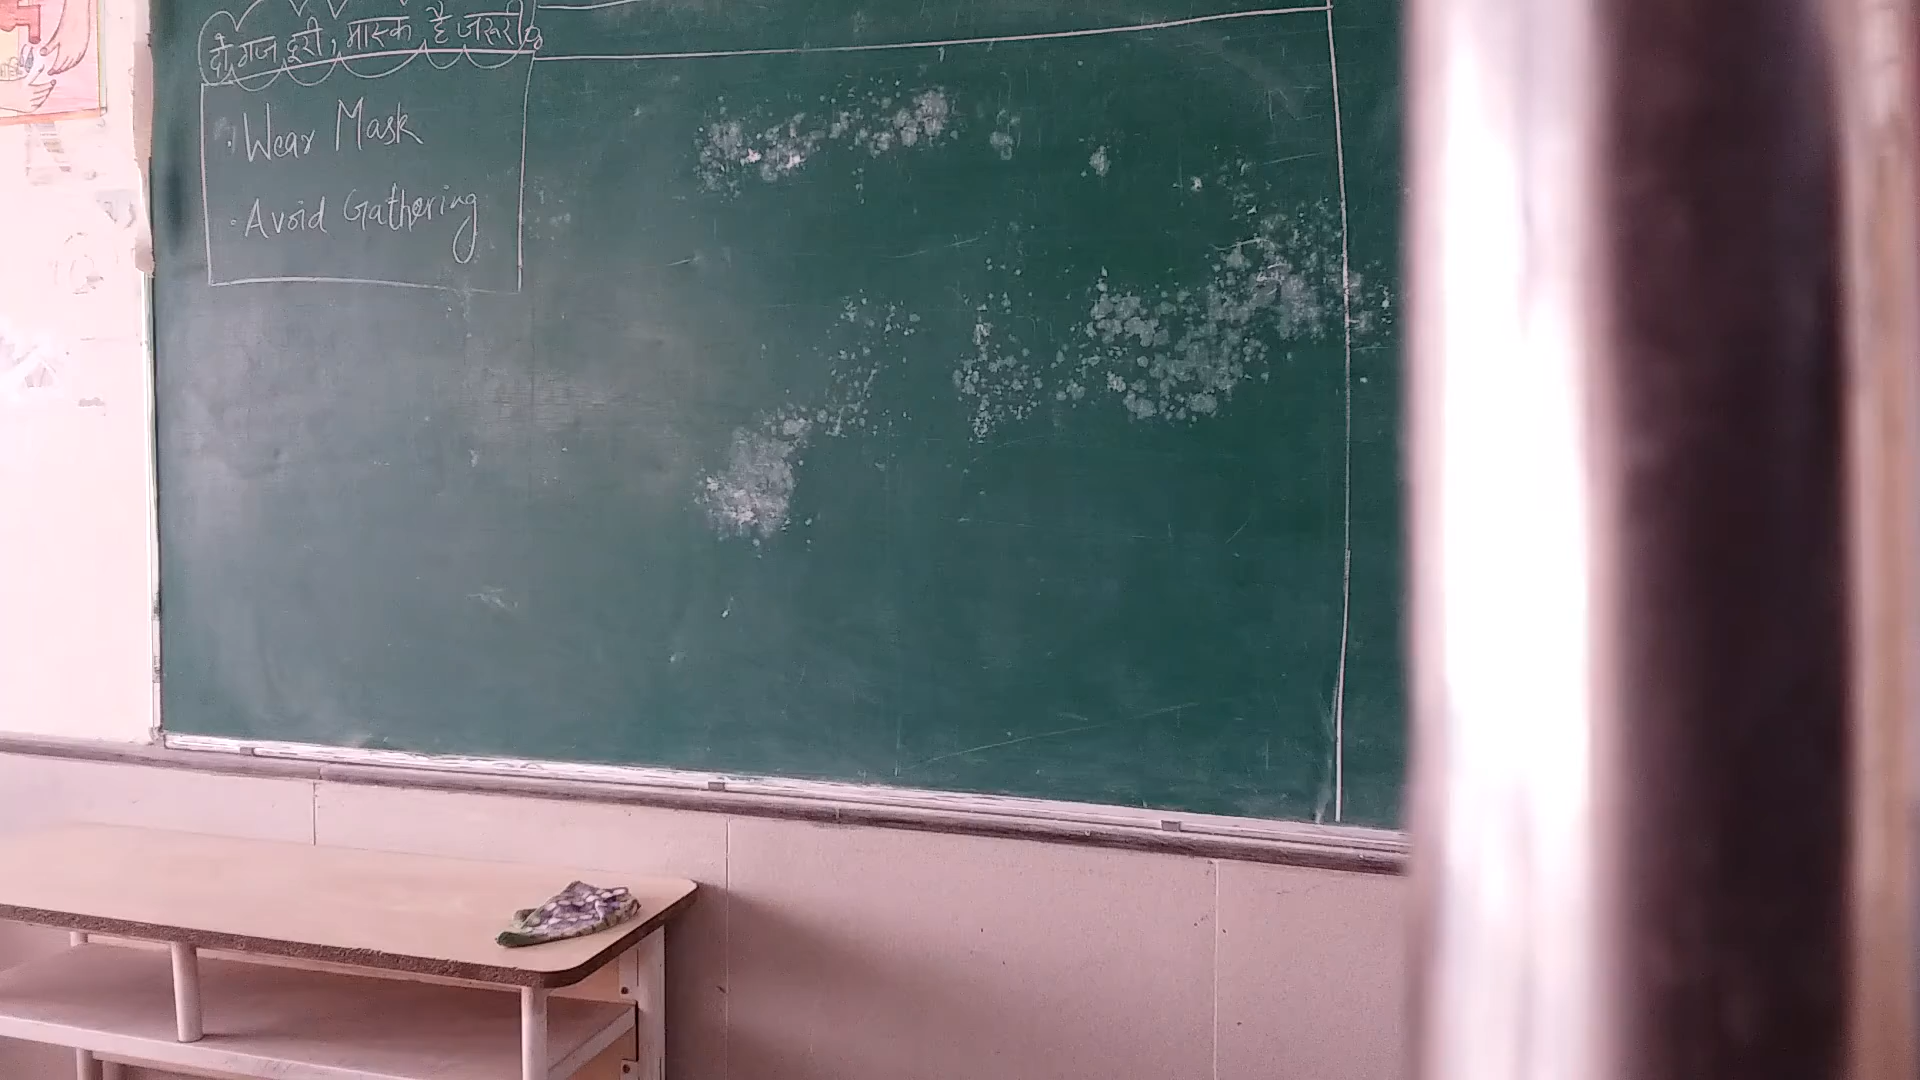 दो गज दूरी, मास्क है जरूरी
· Wear Mask
· Avoid Gathering